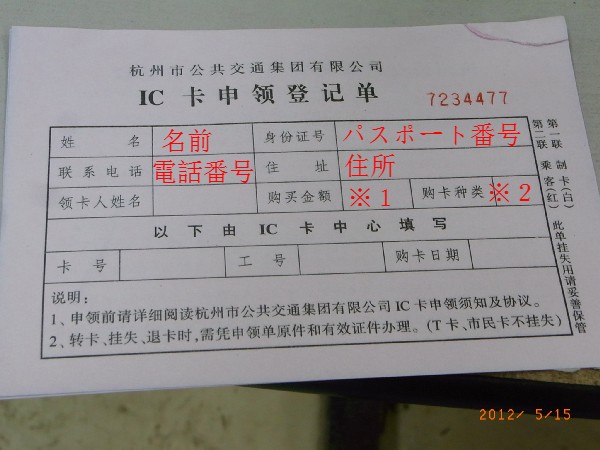 杭州市公共交通集团有限公司
IC 卡申领登记单
7234477
姓 名 名前 身份证号 パスポート番号
联系电话 電話番号 住 址 住所
领卡人姓名 购买金额 ※1 购卡种类 ※2
以下由 IC 卡中心填写
卡号 工号 购卡日期
说明：
1、申领前请详细阅读杭州市公共交通集团有限公司IC卡申领须知及协议。
2、转卡、挂失、退卡时,需凭申领单原件和有效证件办理。(T卡、市民卡不挂失)
第一联 制卡(白)
第二联 乘客(红)
此单挂失用请妥善保管
2012/ 5/15